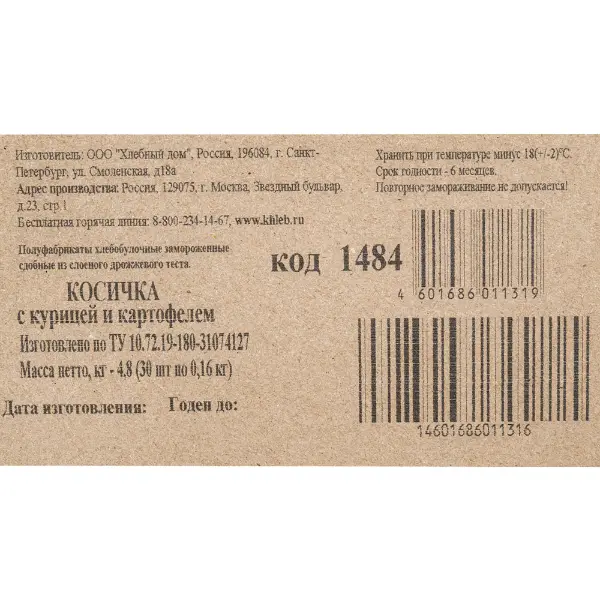 Изготовитель: ООО "Хлебный дом", Россия, 196084, г. Санкт-
Петербург, ул. Смоленская, д18а
Адрес производства: Россия, 129075, г. Москва, Звездный бульвар,
д.23, стр.1
Бесплатная горячая линия: 8-800-234-14-67, www.khleb.ru
Хранить при температуре минус 18(+/-2)°С.
Срок годности - 6 месяцев.
Повторное замораживание не допускается!
Полуфабрикаты хлебобулочные замороженные
сдобные из слоеного дрожжевого теста.
код 1484
4 601686 011319
КОСИЧКА
с курицей и картофелем
Изготовлено по ТУ 10.72.19-180-31074127
Масса нетто, кг - 4.8 (30 шт по 0,16 кг)
Дата изготовления: Годен до:
14601686011316